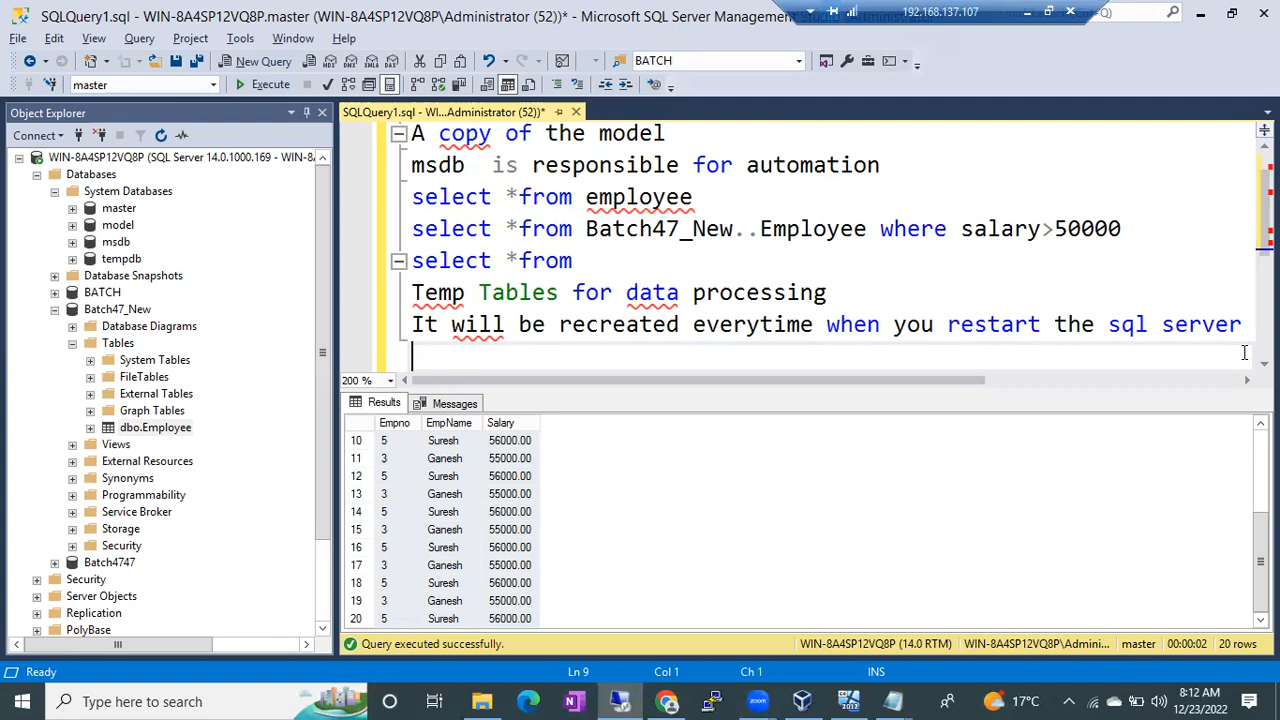 SQLQuery1.sql - WIN-8A4SP12VQ8P.master (WIN-8A4SP12VQ8P\Administrator (52))* - Microsoft SQL Server Management Studio
192.168.137.107
File Edit View Query Project Tools Window Help
New Query
BATCH
master
Execute
Object Explorer
SQLQuery1.sql - WI...Administrator (52))*
Connect
WIN-8A4SP12VQ8P (SQL Server 14.0.1000.169 - WIN-8A
Databases
System Databases
master
model
msdb
tempdb
Database Snapshots
BATCH
Batch47_New
Database Diagrams
Tables
System Tables
FileTables
External Tables
Graph Tables
dbo.Employee
Views
External Resources
Synonyms
Programmability
Service Broker
Storage
Security
Batch4747
Security
Server Objects
Replication
PolyBase
A copy of the model
msdb  is responsible for automation
select *from employee
select *from Batch47_New..Employee where salary>50000
select *from
Temp Tables for data processing
It will be recreated everytime when you restart the sql server
200 %
Results Messages
Empno EmpName Salary
10 5 Suresh 56000.00
11 3 Ganesh 55000.00
12 5 Suresh 56000.00
13 3 Ganesh 55000.00
14 5 Suresh 56000.00
15 3 Ganesh 55000.00
16 5 Suresh 56000.00
17 3 Ganesh 55000.00
18 5 Suresh 56000.00
19 3 Ganesh 55000.00
20 5 Suresh 56000.00
Query executed successfully.
WIN-8A4SP12VQ8P (14.0 RTM) WIN-8A4SP12VQ8P\Admini... master 00:00:02 20 rows
Ready Ln 9 Col 1 Ch 1 INS
Type here to search
17°C
8:12 AM
12/23/2022